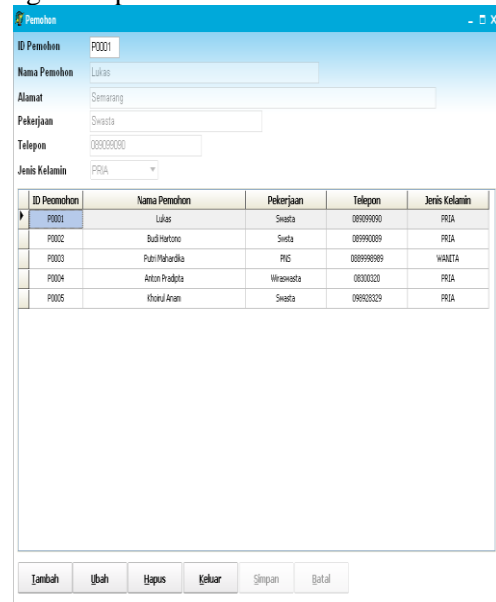 Pemohon
ID Pemohon P0001
Nama Pemohon Lukas
Alamat Semarang
Pekerjaan Swasta
Telepon 089099090
Jenis Kelamin PRIA
ID Peomohon Nama Pemohon Pekerjaan Telepon Jenis Kelamin
P0001 Lukas Swasta 089099090 PRIA
P0002 Budi Hartono Swsta 089990089 PRIA
P0003 Putri Mahardika PNS 0889998989 WANITA
P0004 Anton Pradipta Wiraswasta 08300320 PRIA
P0005 Khoirul Anam Swasta 098928329 PRIA
Tambah Ubah Hapus Keluar Simpan Batal